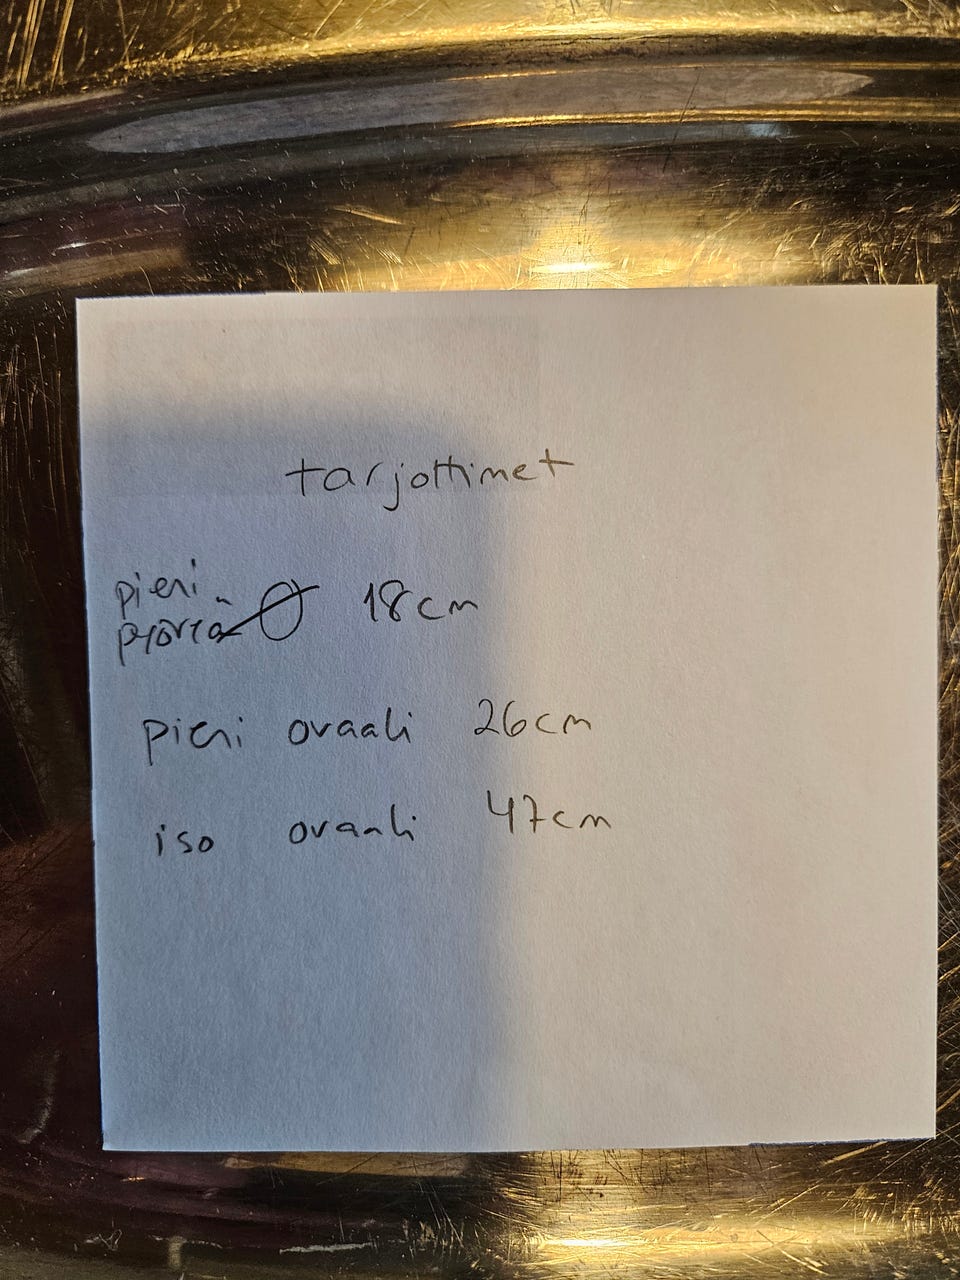 tarjottimet
pieni
pyöreä Ø 18cm
pieni ovaali 26cm
iso ovaali 47cm